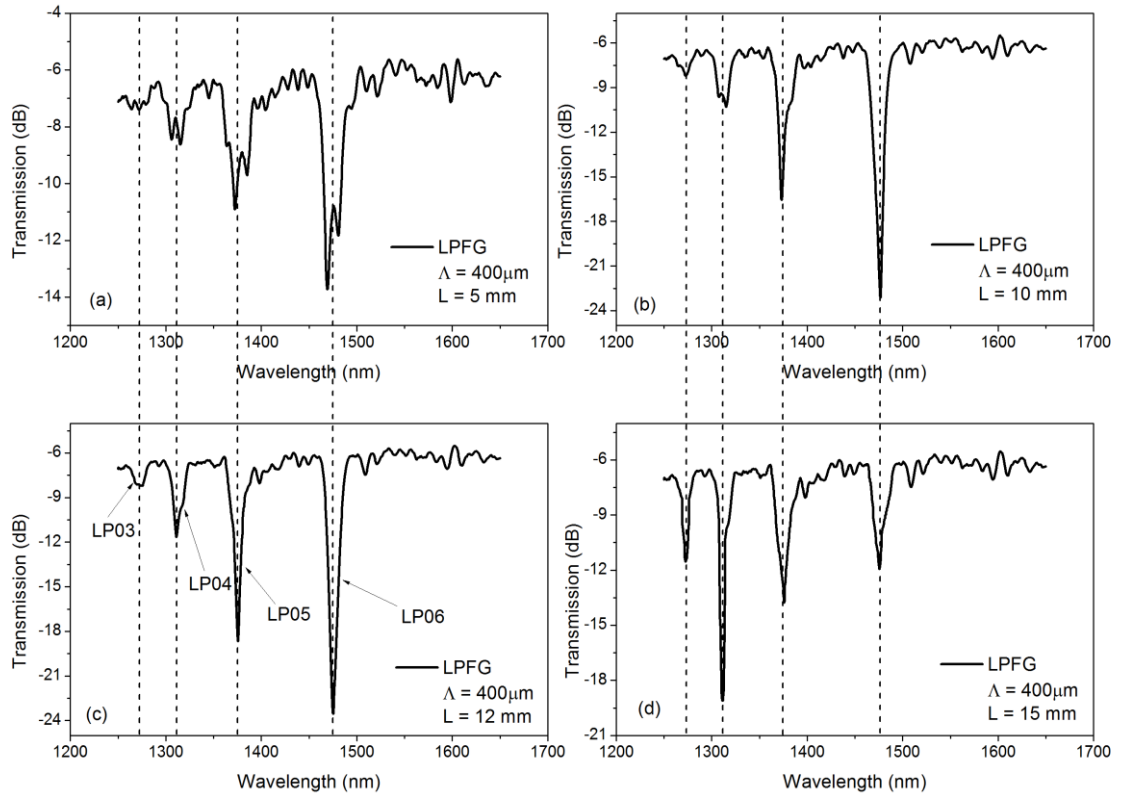 -4
-6
-8
-10
-12
-14
Transmission (dB)
1200 1300 1400 1500 1600 1700
Wavelength (nm)
LPFG
Λ = 400μm
L = 5 mm
(a)
-6
-9
-12
-15
-18
-21
-24
Transmission (dB)
1200 1300 1400 1500 1600 1700
Wavelength (nm)
LPFG
Λ = 400μm
L = 10 mm
(b)
-6
-9
-12
-15
-18
-21
-24
Transmission (dB)
1200 1300 1400 1500 1600 1700
Wavelength (nm)
LP03
LP04
LP05
LP06
LPFG
Λ = 400μm
L = 12 mm
(c)
-6
-9
-12
-15
-18
-21
Transmission (dB)
1200 1300 1400 1500 1600 1700
Wavelength (nm)
LPFG
Λ = 400μm
L = 15 mm
(d)